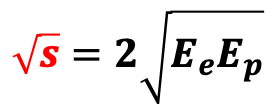 √s = 2√EₑEₚ